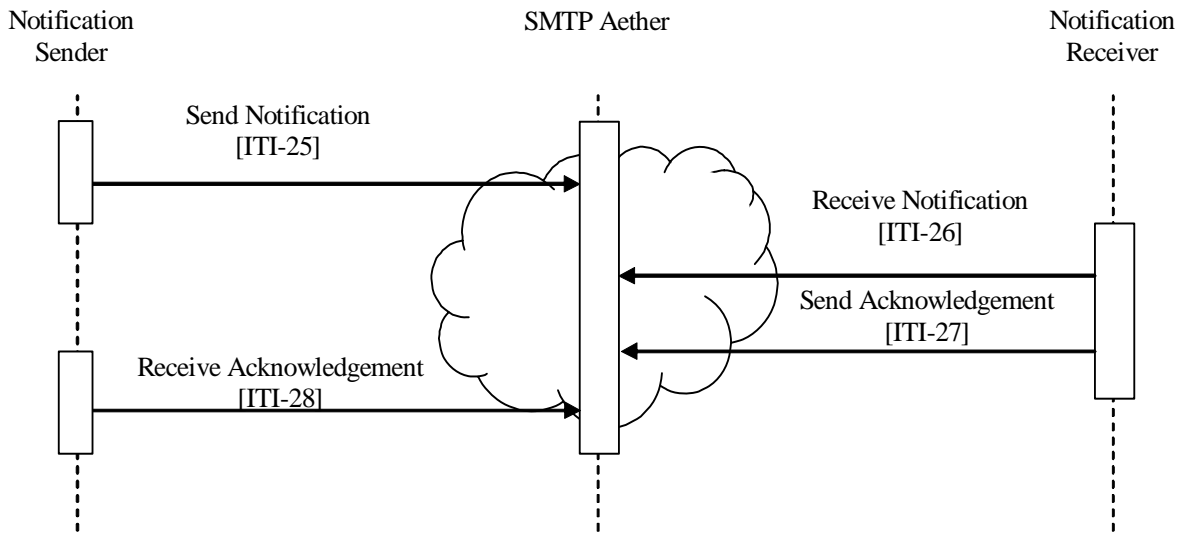 Notification
Sender
SMTP Aether
Notification
Receiver
Send Notification
[ITI-25]
Receive Notification
[ITI-26]
Send Acknowledgement
[ITI-27]
Receive Acknowledgement
[ITI-28]